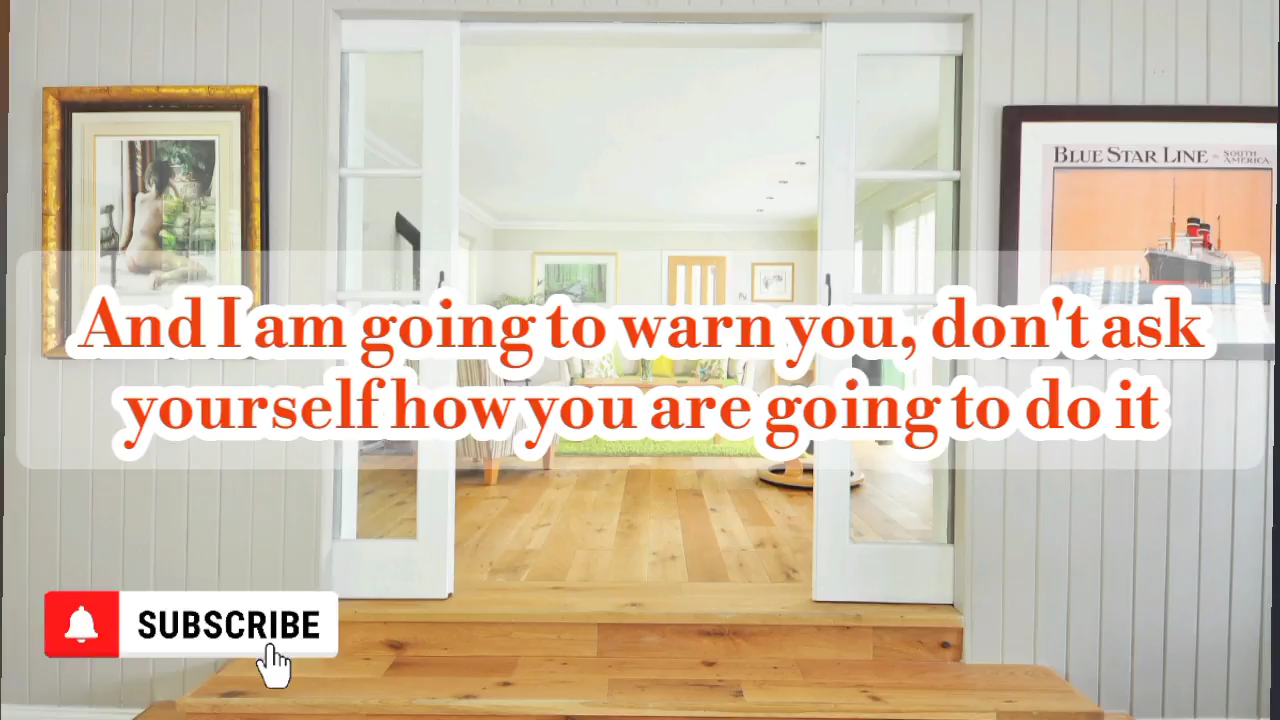 BLUE STAR LINE SOUTH
AMERICA
And I am going to warn you, don't ask
yourself how you are going to do it
SUBSCRIBE